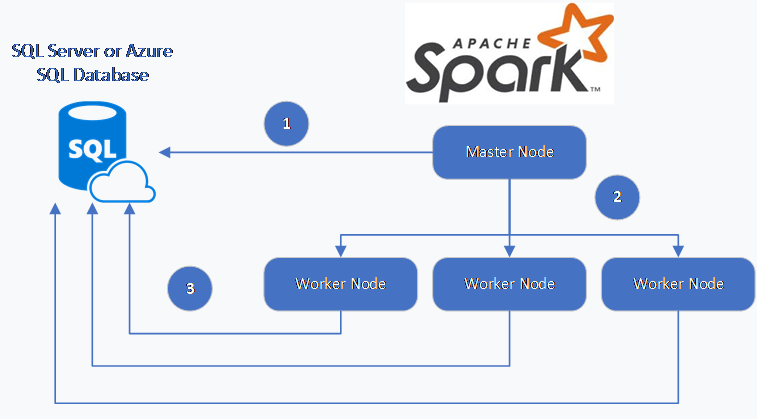 SQL Server or Azure
SQL Database
APACHE
Spark™
SQL
1
Master Node
2
Worker Node
Worker Node
Worker Node
3